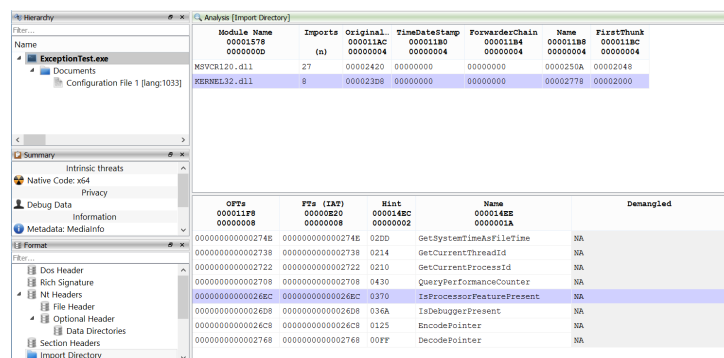 Hierarchy
Analysis [Import Directory]
Filter...
Name
ExceptionTest.exe
Documents
Configuration File 1 [lang:1033]
Module Name Imports Original… TimeDateStamp ForwarderChain Name FirstThunk
00001578 000011AC 000011B0 000011B4 000011B8 000011BC
0000000D (n) 00000004 00000004 00000004 00000004 00000004
MSVCR120.dll 27 00002420 00000000 00000000 0000250A 00002048
KERNEL32.dll 8 000023D8 00000000 00000000 00002778 00002000
Summary
Intrinsic threats
Native Code: x64
Privacy
Debug Data
Information
Metadata: MediaInfo
Format
Filter...
Dos Header
Rich Signature
Nt Headers
File Header
Optional Header
Data Directories
Section Headers
Import Directory
OFTs FTs (IAT) Hint Name Demangled
000011F8 00000E20 000014EC 000014EE
00000008 00000008 00000002 0000001A
000000000000274E 000000000000274E 02DD GetSystemTimeAsFileTime NA
0000000000002738 0000000000002738 0214 GetCurrentThreadId NA
0000000000002722 0000000000002722 0210 GetCurrentProcessId NA
0000000000002708 0000000000002708 0430 QueryPerformanceCounter NA
00000000000026EC 00000000000026EC 0370 IsProcessorFeaturePresent NA
00000000000026D8 00000000000026D8 036A IsDebuggerPresent NA
00000000000026C8 00000000000026C8 0125 EncodePointer NA
0000000000002768 0000000000002768 00FF DecodePointer NA